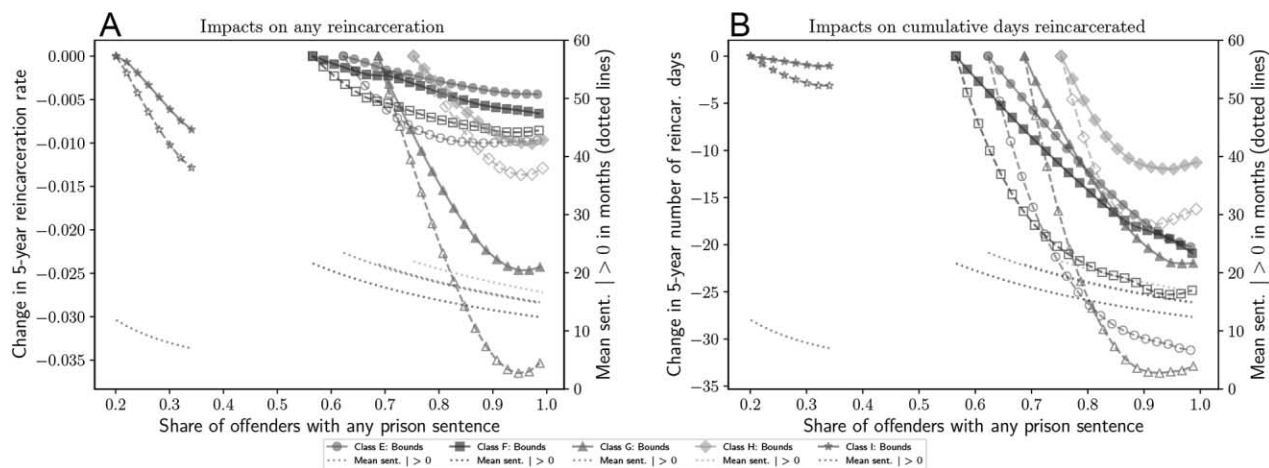 A
Impacts on any reincarceration
0.000
−0.005
−0.010
−0.015
−0.020
−0.025
−0.030
−0.035
Change in 5-year reincarceration rate
60
50
40
30
20
10
0
Mean sent. | > 0 in months (dotted lines)
0.2 0.3 0.4 0.5 0.6 0.7 0.8 0.9 1.0
Share of offenders with any prison sentence
B
Impacts on cumulative days reincarcerated
0
−5
−10
−15
−20
−25
−30
−35
Change in 5-year number of reincar. days
60
50
40
30
20
10
0
Mean sent. | > 0 in months (dotted lines)
0.2 0.3 0.4 0.5 0.6 0.7 0.8 0.9 1.0
Share of offenders with any prison sentence
Class E: Bounds Class F: Bounds Class G: Bounds Class H: Bounds Class I: Bounds
Mean sent. | > 0 Mean sent. | > 0 Mean sent. | > 0 Mean sent. | > 0 Mean sent. | > 0